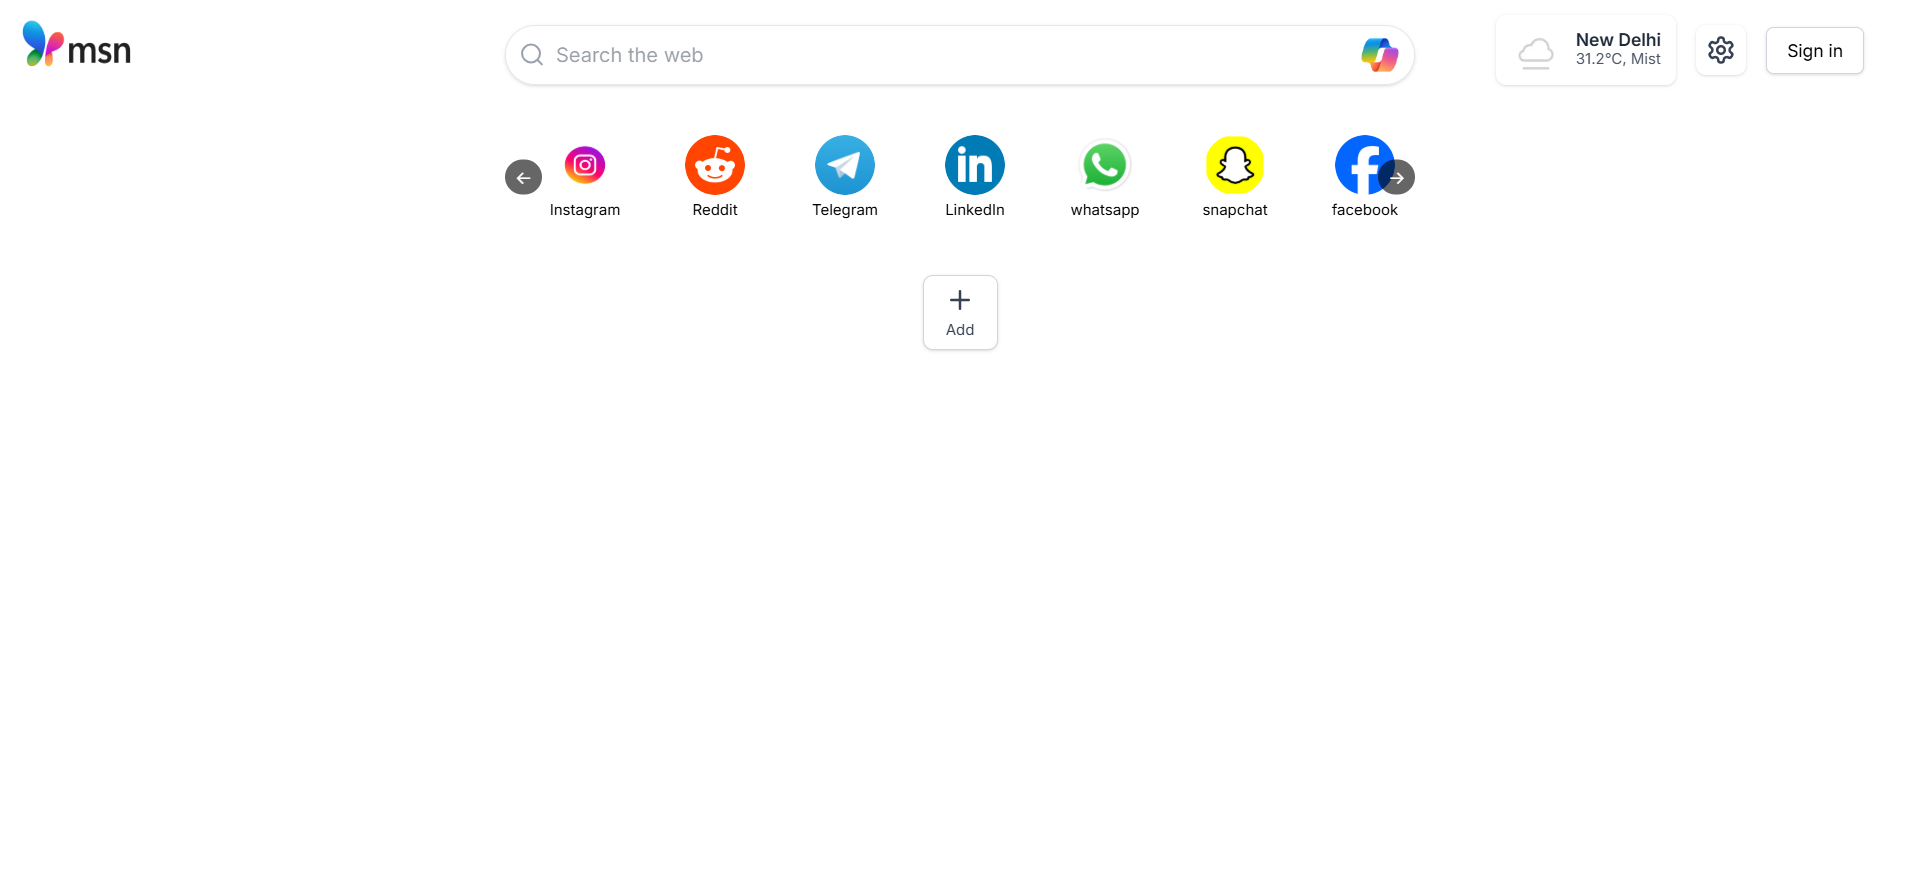 msn
Search the web
New Delhi
31.2°C, Mist
Sign in
Instagram
Reddit
Telegram
LinkedIn
whatsapp
snapchat
facebook
Add